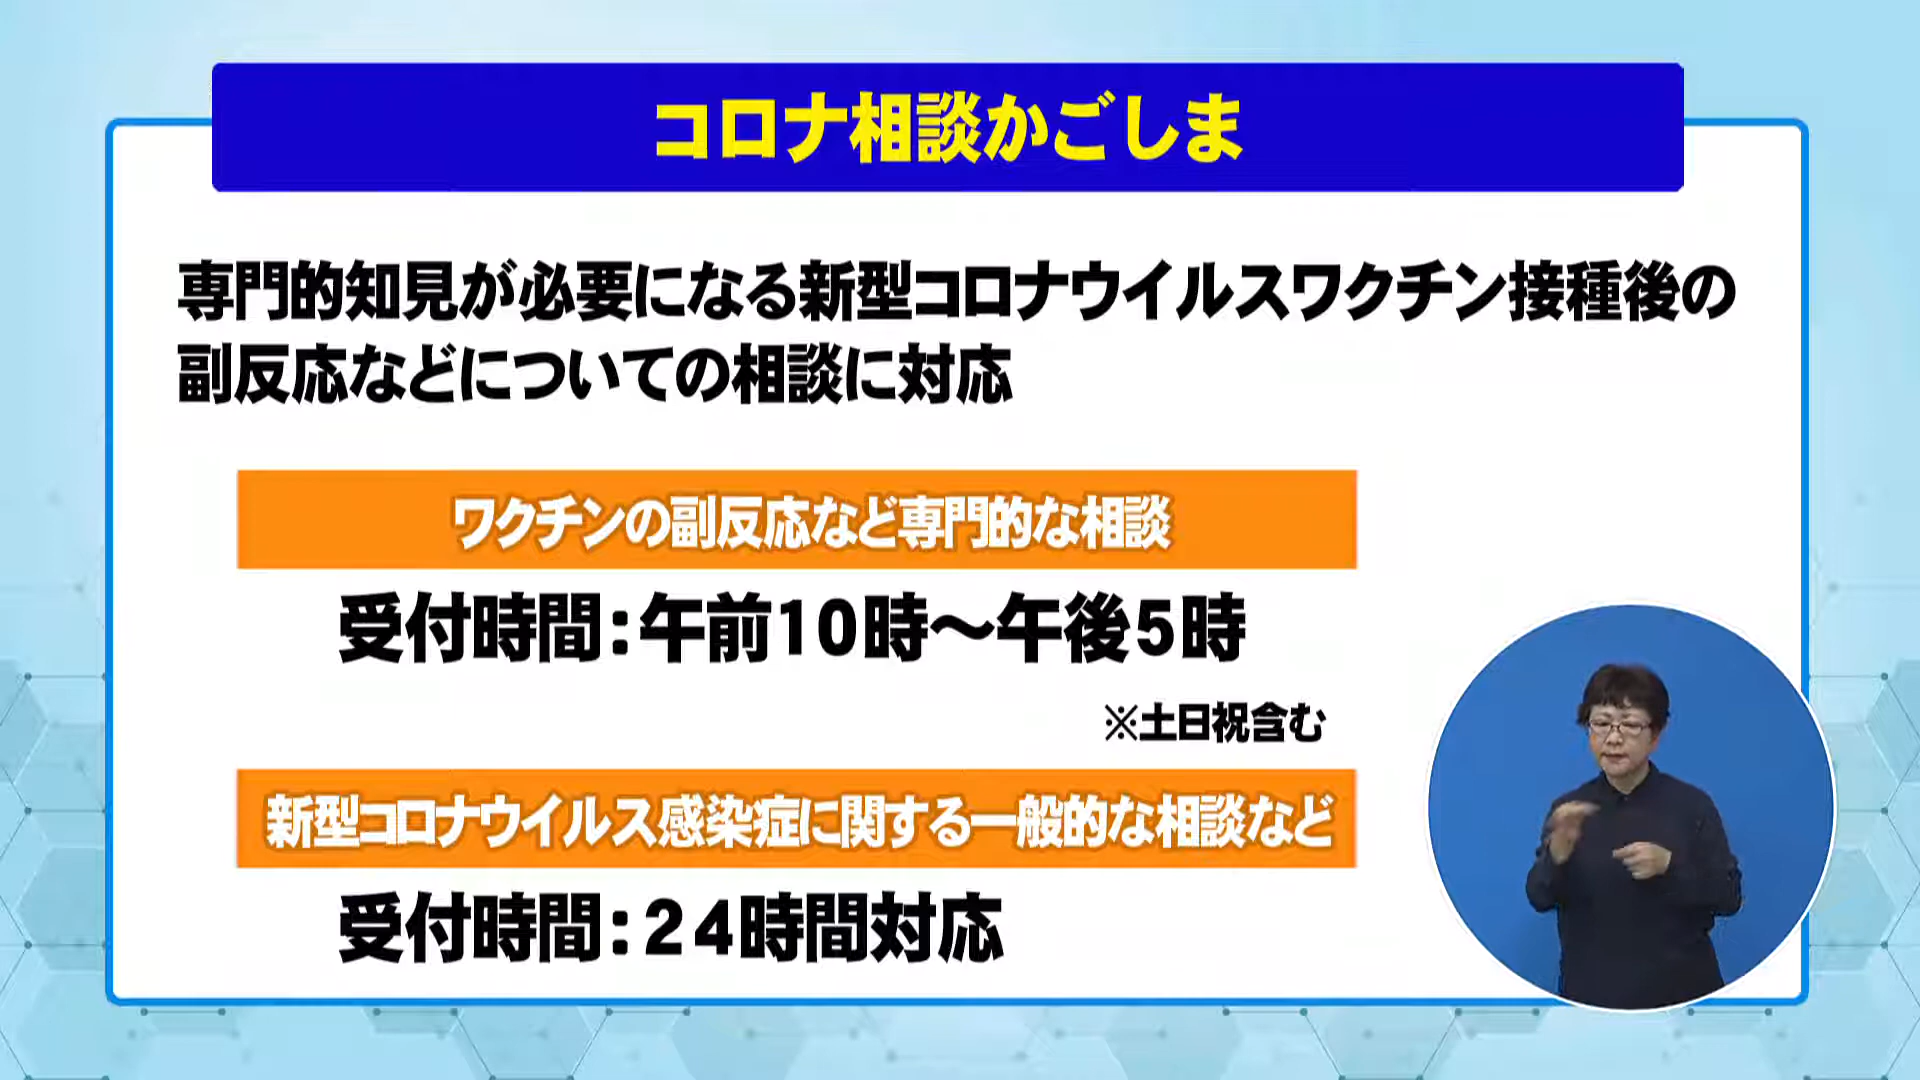 コロナ相談かごしま
専門的知見が必要になる新型コロナウイルスワクチン接種後の
副反応などについての相談に対応
ワクチンの副反応など専門的な相談
受付時間：午前10時～午後5時
※土日祝含む
新型コロナウイルス感染症に関する一般的な相談など
受付時間：24時間対応